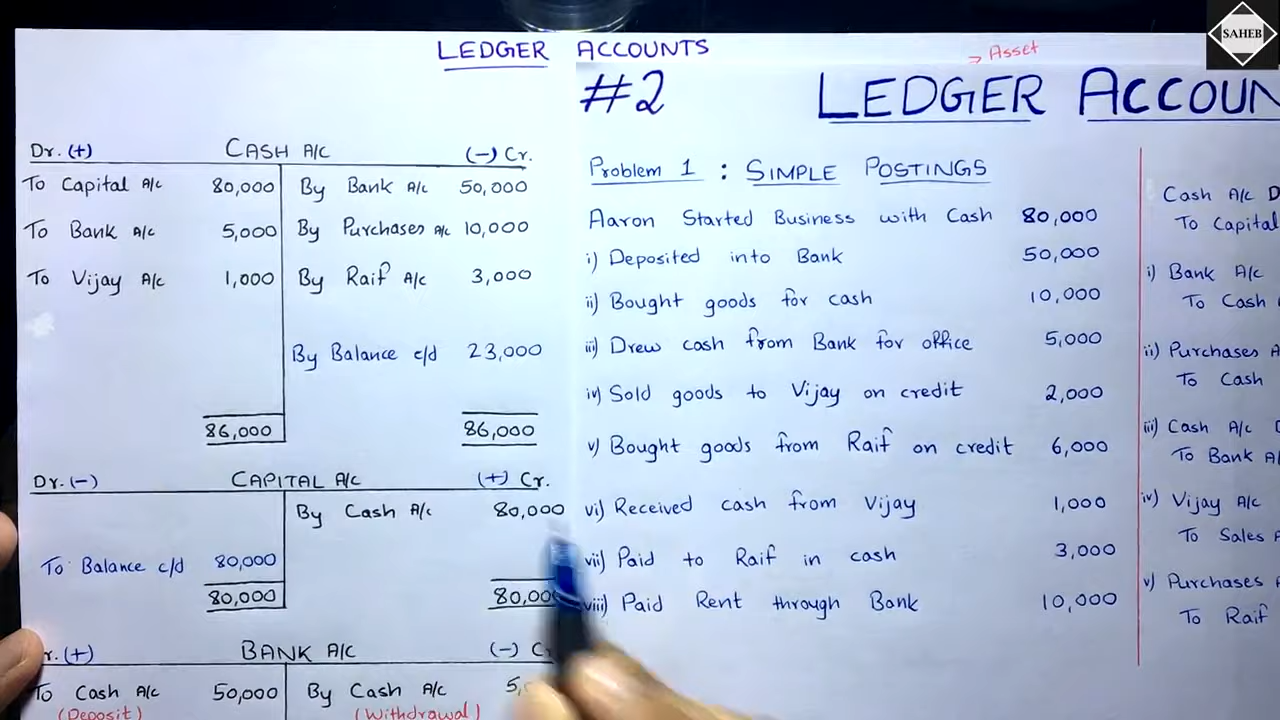 SAHEB
LEDGER ACCOUNTS
Asset
#2 LEDGER ACCOUN
Dr. (+) CASH A/c (-) Cr.
To Capital A/c 80,000 By Bank A/c 50,000
To Bank A/c 5,000 By Purchases A/c 10,000
To Vijay A/c 1,000 By Raif A/c 3,000
By Balance c/d 23,000
86,000 86,000
Dr. (-) CAPITAL A/c (+) Cr.
By Cash A/c 80,000
To Balance c/d 80,000
80,000 80,000
r. (+) BANK A/c (-) C
To Cash A/c 50,000 By Cash A/c 5,
(Deposit) (Withdrawal)
Problem 1 : SIMPLE POSTINGS
Aaron Started Business with Cash 80,000
i) Deposited into Bank 50,000
ii) Bought goods for cash 10,000
iii) Drew cash from Bank for office 5,000
iv) Sold goods to Vijay on credit 2,000
v) Bought goods from Raif on credit 6,000
vi) Received cash from Vijay 1,000
vii) Paid to Raif in cash 3,000
viii) Paid Rent through Bank 10,000
Cash A/c D
To Capital
i) Bank A/c
To Cash
ii) Purchases A
To Cash
iii) Cash A/c D
To Bank A/
iv) Vijay A/c
To Sales A
v) Purchases A
To Raif